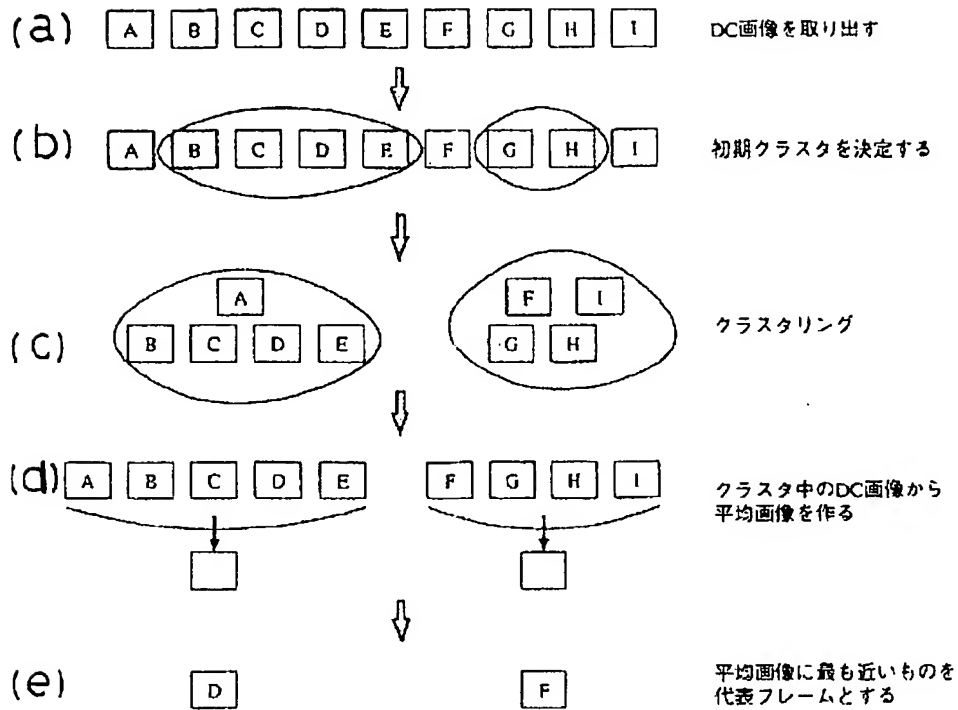 (a) A B C D E F G H I DC画像を取り出す
(b) A B C D E F G H I 初期クラスタを決定する
A F I
(c) B C D E G H クラスタリング
(d) A B C D E F G H I クラスタ中のDC画像から
平均画像を作る
(e) D F 平均画像に最も近いものを
代表フレームとする